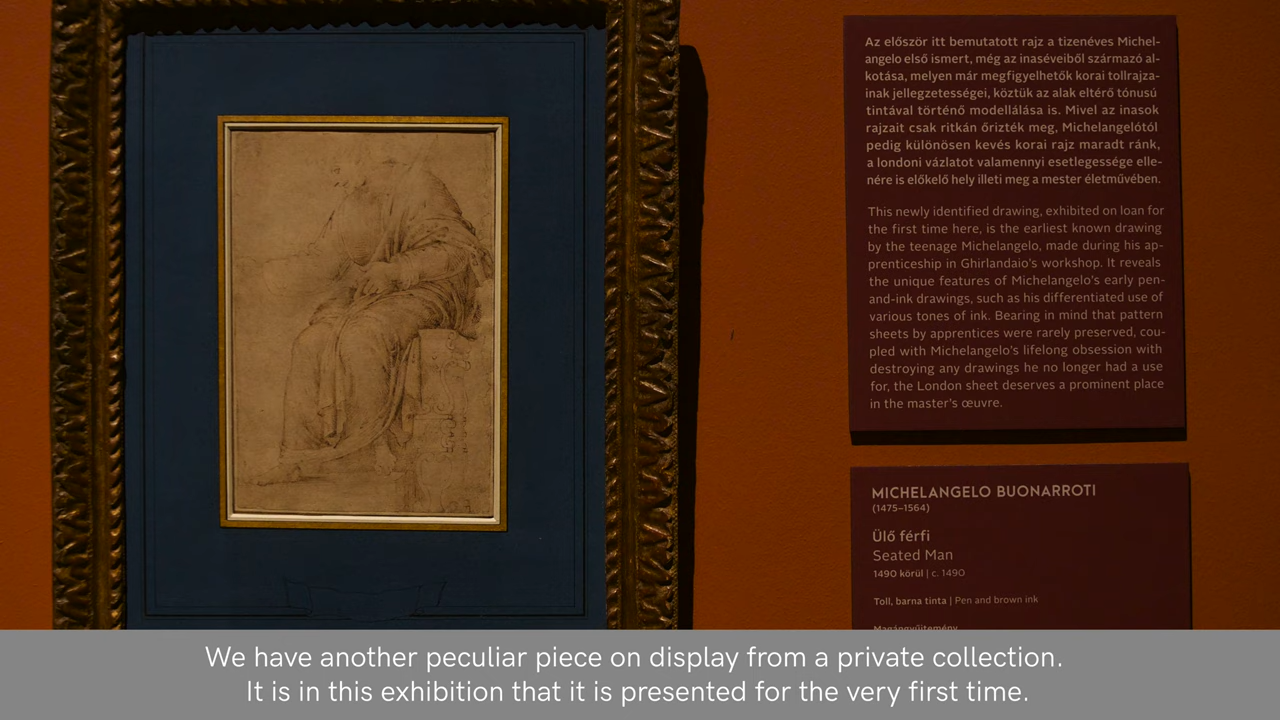 Az először itt bemutatott rajz a tizenéves Michel-
angelo első ismert, még az inaséveiből származó al-
kotása, melyen már megfigyelhetők korai tollrajza-
inak jellegzetességei, köztük az alak eltérő tónusú
tintával történő modellálása is. Mivel az inasok
rajzait csak ritkán őrizték meg, Michelangelótól
pedig különösen kevés korai rajz maradt ránk,
a londoni vázlatot valamennyi esetlegessége elle-
nére is előkelő hely illeti meg a mester életművében.
This newly identified drawing, exhibited on loan for
the first time here, is the earliest known drawing
by the teenage Michelangelo, made during his ap-
prenticeship in Ghirlandaio's workshop. It reveals
the unique features of Michelangelo's early pen-
and-ink drawings, such as his differentiated use of
various tones of ink. Bearing in mind that pattern
sheets by apprentices were rarely preserved, cou-
pled with Michelangelo's lifelong obsession with
destroying any drawings he no longer had a use
for, the London sheet deserves a prominent place
in the master's œuvre.
MICHELANGELO BUONARROTI
(1475–1564)
Ülő férfi
Seated Man
1490 körül | c. 1490
Toll, barna tinta | Pen and brown ink
Magángyűjtemény
We have another peculiar piece on display from a private collection.
It is in this exhibition that it is presented for the very first time.